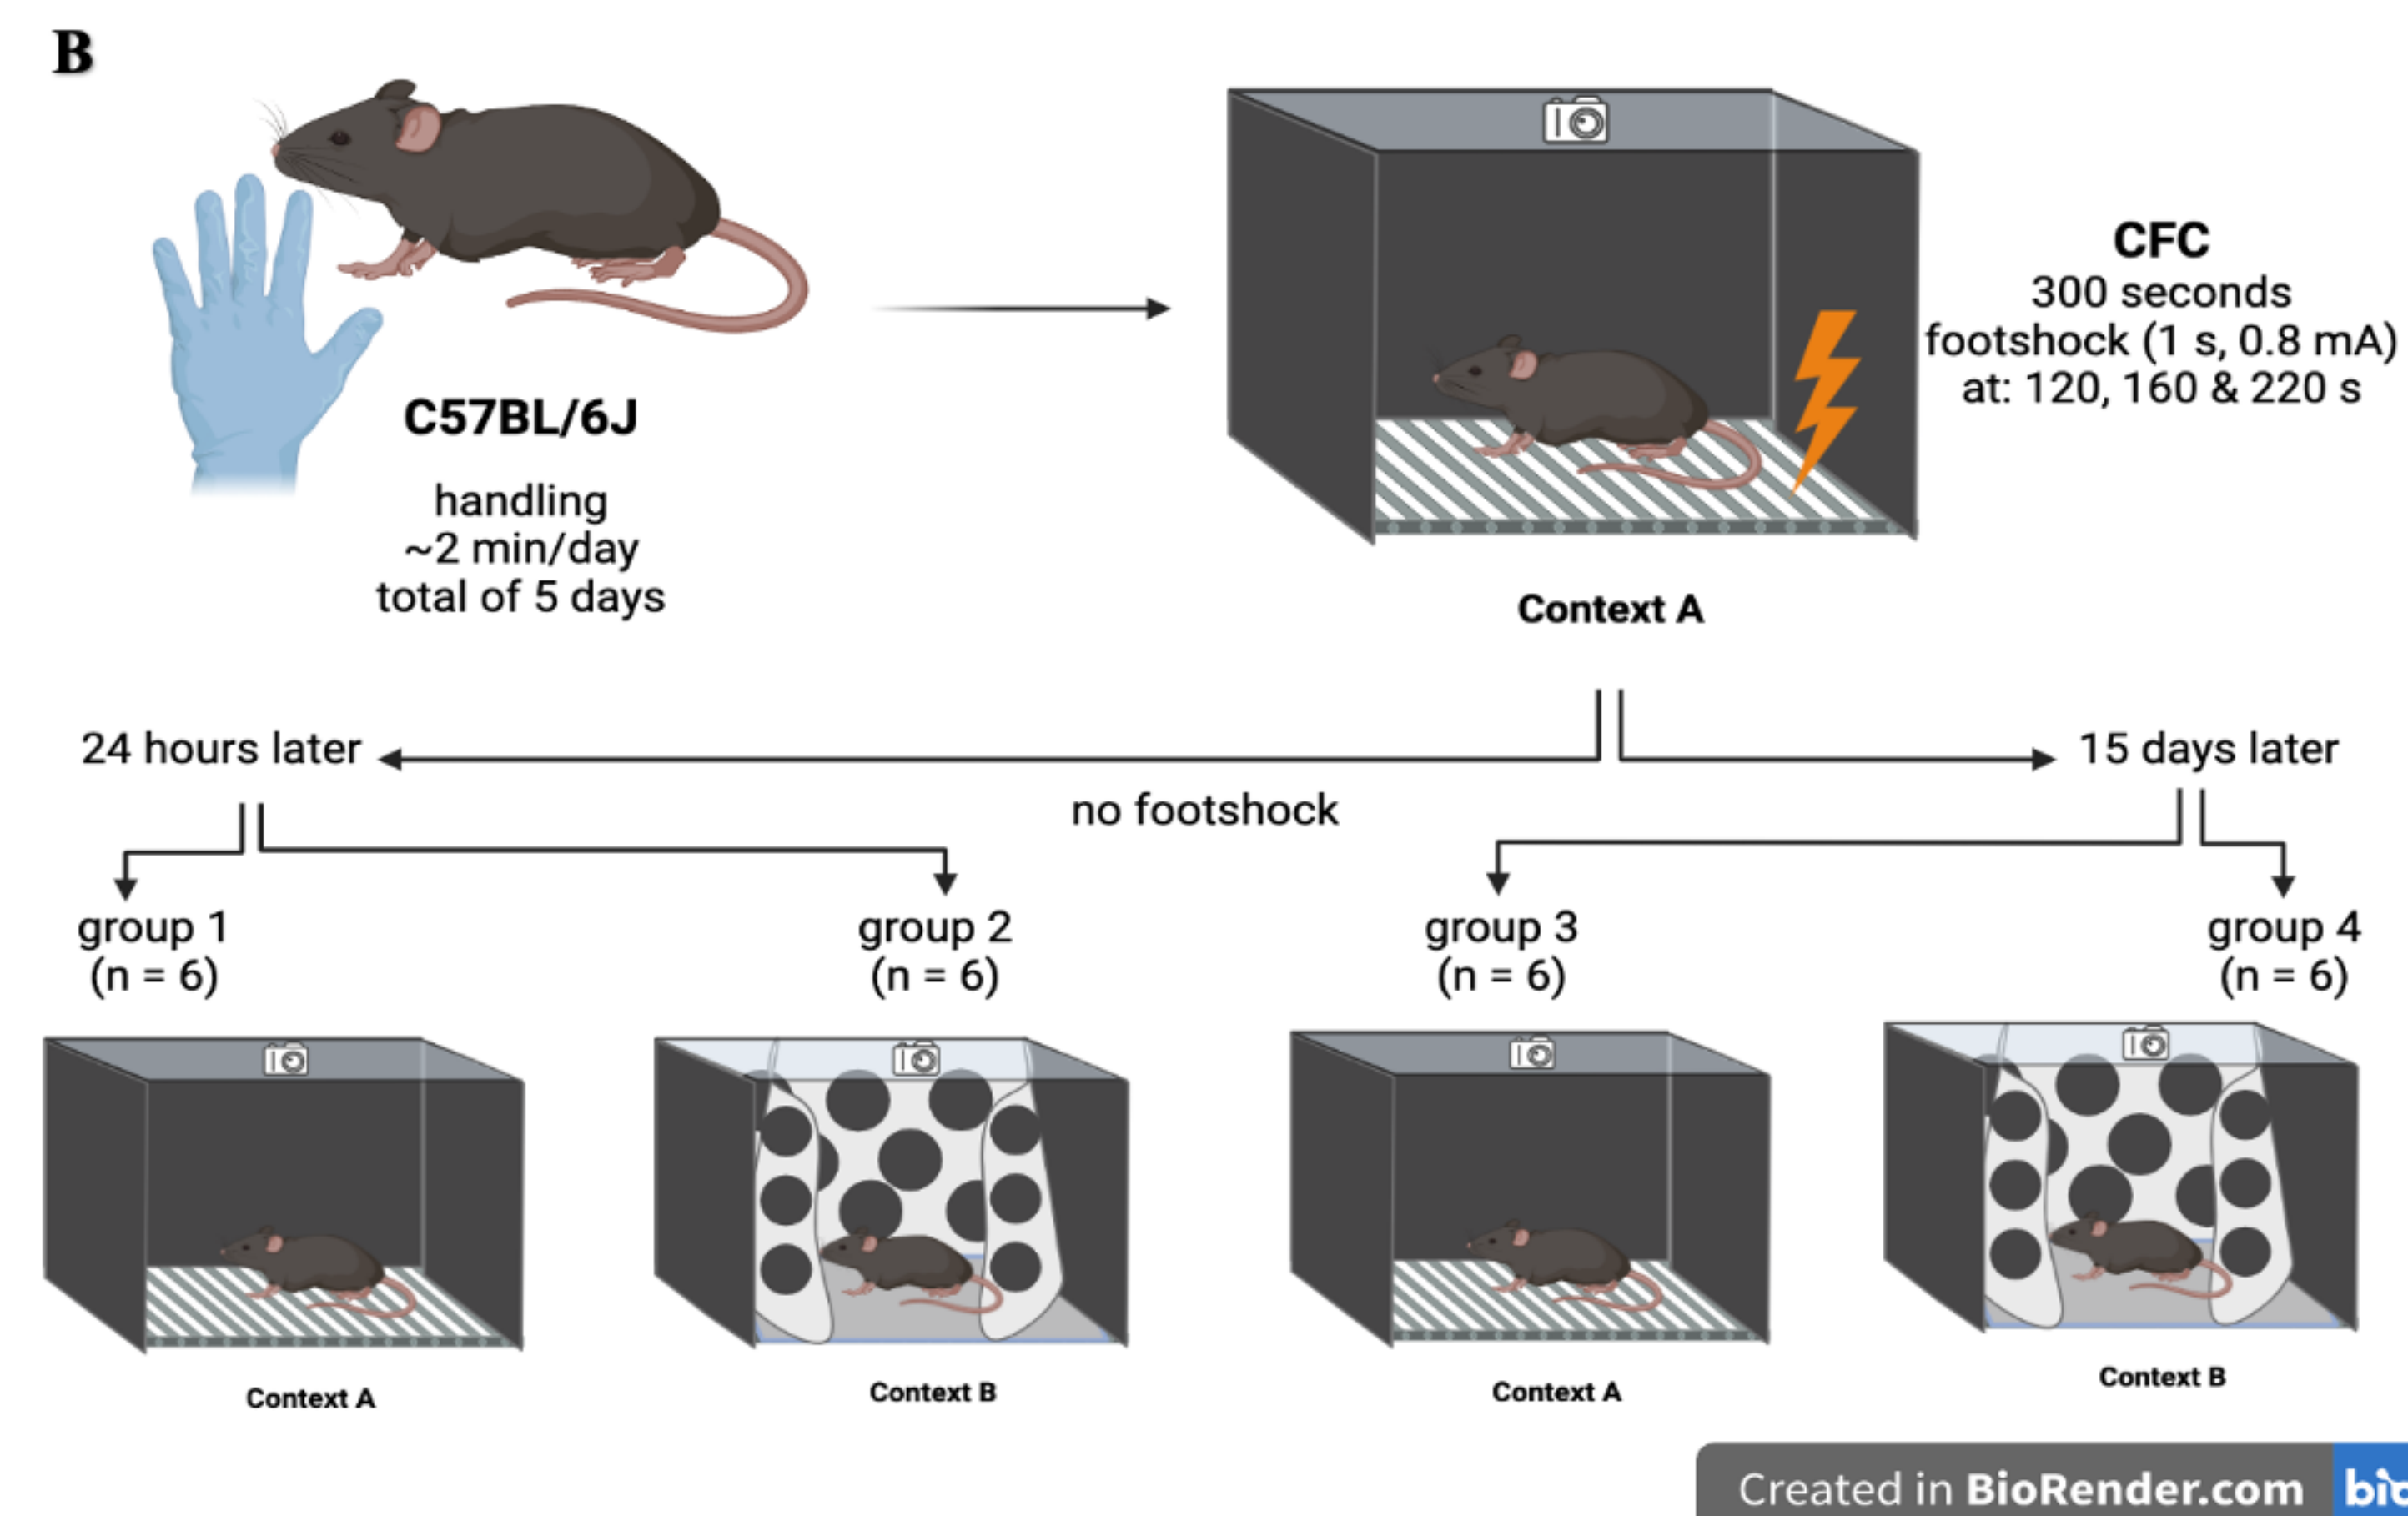 B
C57BL/6J
handling
~2 min/day
total of 5 days
CFC
300 seconds
footshock (1 s, 0.8 mA)
at: 120, 160 & 220 s
Context A
24 hours later
15 days later
no footshock
group 1
(n = 6)
group 2
(n = 6)
group 3
(n = 6)
group 4
(n = 6)
Context A
Context B
Context A
Context B
Created in BioRender.com